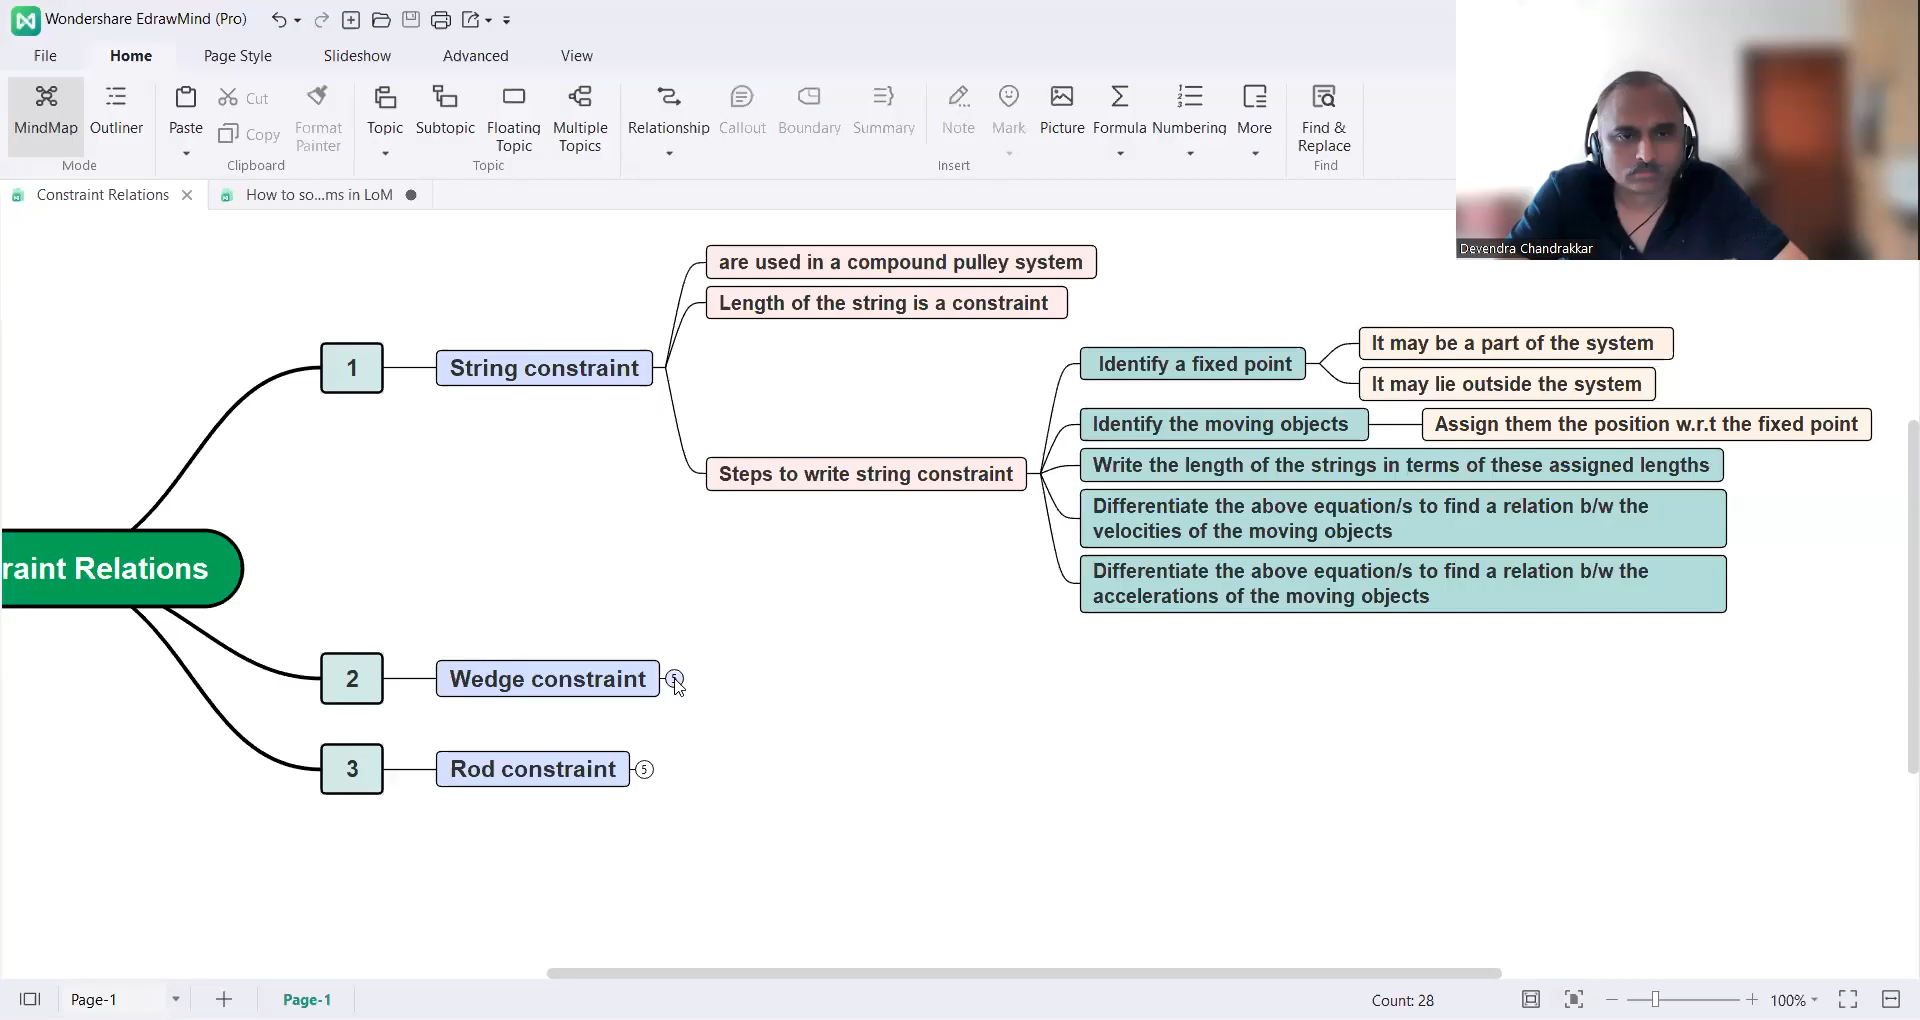 Wondershare EdrawMind (Pro)
File Home Page Style Slideshow Advanced View
MindMap Outliner Paste Cut Copy Format Painter Topic Subtopic Floating Topic Multiple Topics Relationship Callout Boundary Summary Note Mark Picture Formula Numbering More Find & Replace
Mode Clipboard Topic Insert Find
Constraint Relations How to so...ms in LoM
Devendra Chandrakkar
are used in a compound pulley system
Length of the string is a constraint
1 String constraint
Steps to write string constraint
Identify a fixed point
It may be a part of the system
It may lie outside the system
Identify the moving objects
Assign them the position w.r.t the fixed point
Write the length of the strings in terms of these assigned lengths
Differentiate the above equation/s to find a relation b/w the
velocities of the moving objects
Differentiate the above equation/s to find a relation b/w the
accelerations of the moving objects
raint Relations
2 Wedge constraint
3 Rod constraint 5
Page-1 Page-1 Count: 28 100%